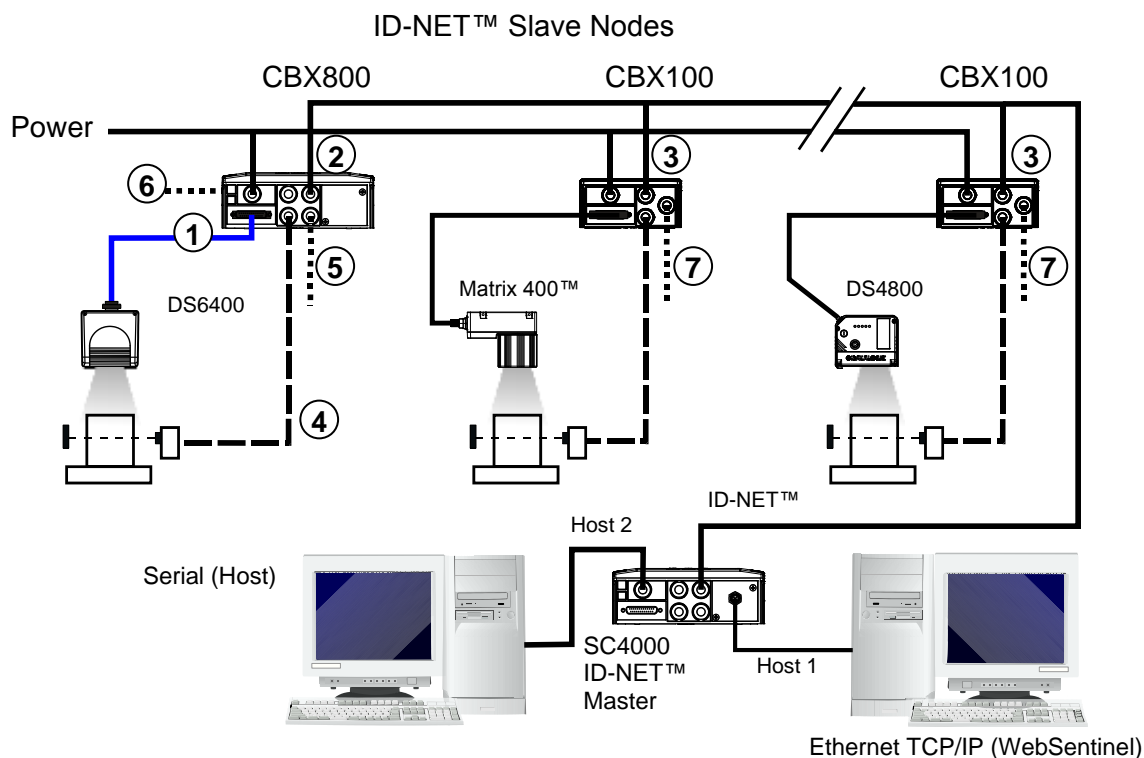 ID-NET™ Slave Nodes
CBX800
CBX100
CBX100
Power
2
3
3
6
1
5
7
7
DS6400
Matrix 400™
DS4800
4
ID-NET™
Host 2
Serial (Host)
SC4000
ID-NET™
Master
Host 1
Ethernet TCP/IP (WebSentinel)